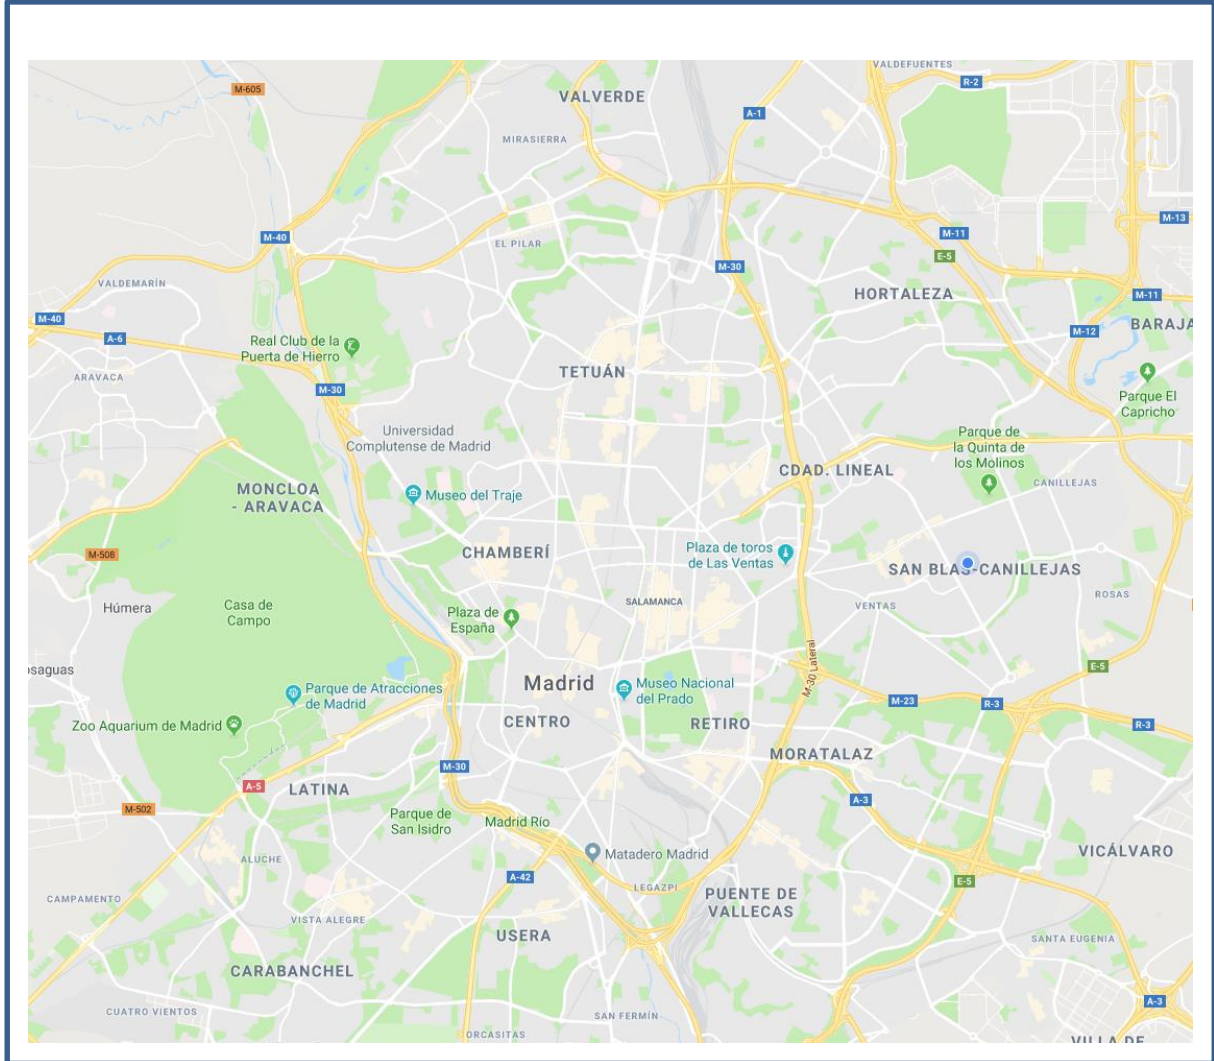 VALDEFUENTES
R-2
M-605
VALVERDE
A-1
MIRASIERRA
M-13
M-40
M-11
EL PILAR
E-5
M-30
VALDEMARÍN
HORTALEZA
M-11
M-40
BARAJA
M-12
A-6
Real Club de la
Puerta de Hierro
TETUÁN
ARAVACA
M-30
Parque El
Capricho
Universidad
Complutense de Madrid
Parque de
la Quinta de
los Molinos
CDAD. LINEAL
CANILLEJAS
MONCLOA
- ARAVACA
Museo del Traje
M-508
CHAMBERÍ
Plaza de toros
de Las Ventas
SAN BLAS-CANILLEJAS
ROSAS
Húmera
Casa de
Campo
SALAMANCA
VENTAS
Plaza de
España
osaguas
M-30 Lateral
E-5
Madrid
Museo Nacional
del Prado
Parque de Atracciones
de Madrid
M-23
R-3
R-3
Zoo Aquarium de Madrid
CENTRO
RETIRO
MORATALAZ
M-30
A-5
LATINA
A-3
M-502
Parque de
San Isidro
Madrid Río
Matadero Madrid
VICÁLVARO
ALUCHE
A-42
E-5
LEGAZPI
CAMPAMENTO
PUENTE DE
VALLECAS
VISTA ALEGRE
USERA
SANTA EUGENIA
CARABANCHEL
A-3
CUATRO VIENTOS
SAN FERMÍN
ORCASITAS
VILLA DE